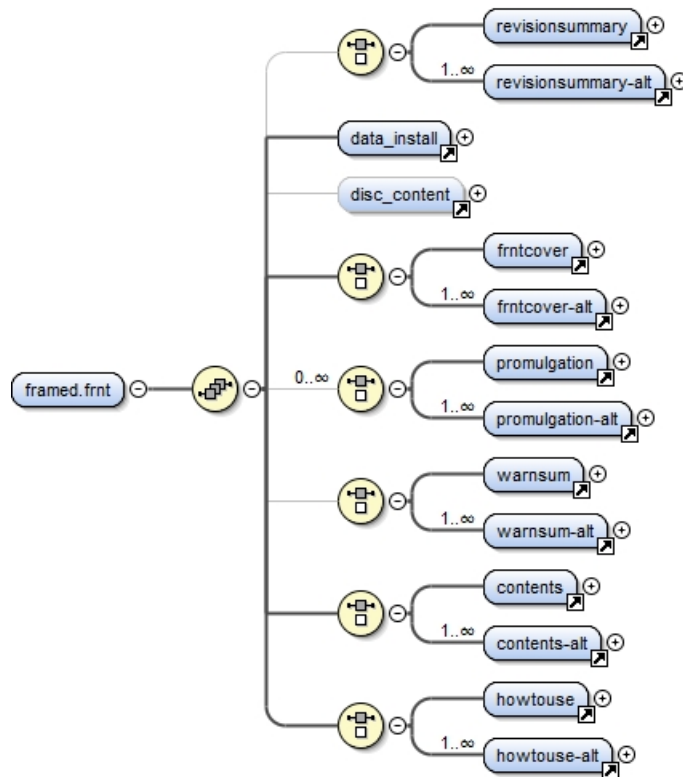 revisionsummary
1..∞
revisionsummary-alt
data_install
disc_content
frntcover
1..∞
frntcover-alt
framed.frnt
0..∞
promulgation
1..∞
promulgation-alt
warnsum
1..∞
warnsum-alt
contents
1..∞
contents-alt
howtouse
1..∞
howtouse-alt